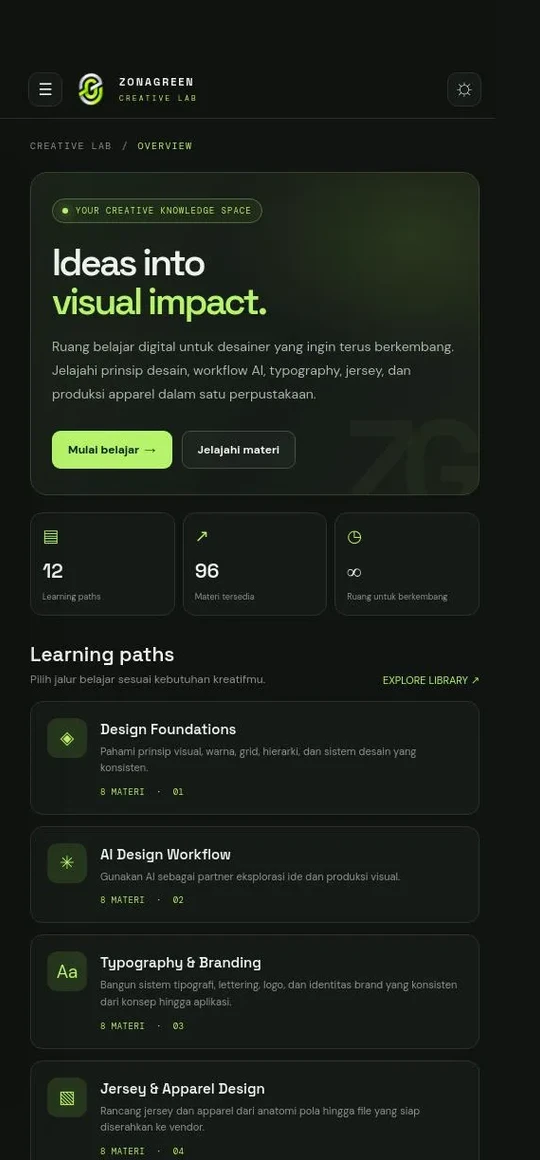 ZONAGREEN
CREATIVE LAB
CREATIVE LAB / OVERVIEW
YOUR CREATIVE KNOWLEDGE SPACE
Ideas into
visual impact.
Ruang belajar digital untuk desainer yang ingin terus berkembang.
Jelajahi prinsip desain, workflow AI, typography, jersey, dan
produksi apparel dalam satu perpustakaan.
Mulai belajar →
Jelajahi materi
ZG
12
Learning paths
96
Materi tersedia
∞
Ruang untuk berkembang
Learning paths
Pilih jalur belajar sesuai kebutuhan kreatifmu.
EXPLORE LIBRARY ↗
Design Foundations
Pahami prinsip visual, warna, grid, hierarki, dan sistem desain yang
konsisten.
8 MATERI · 01
AI Design Workflow
Gunakan AI sebagai partner eksplorasi ide dan produksi visual.
8 MATERI · 02
Aa
Typography & Branding
Bangun sistem tipografi, lettering, logo, dan identitas brand yang konsisten
dari konsep hingga aplikasi.
8 MATERI · 03
Jersey & Apparel Design
Rancang jersey dan apparel dari anatomi pola hingga file yang siap
diserahkan ke vendor.
8 MATERI · 04